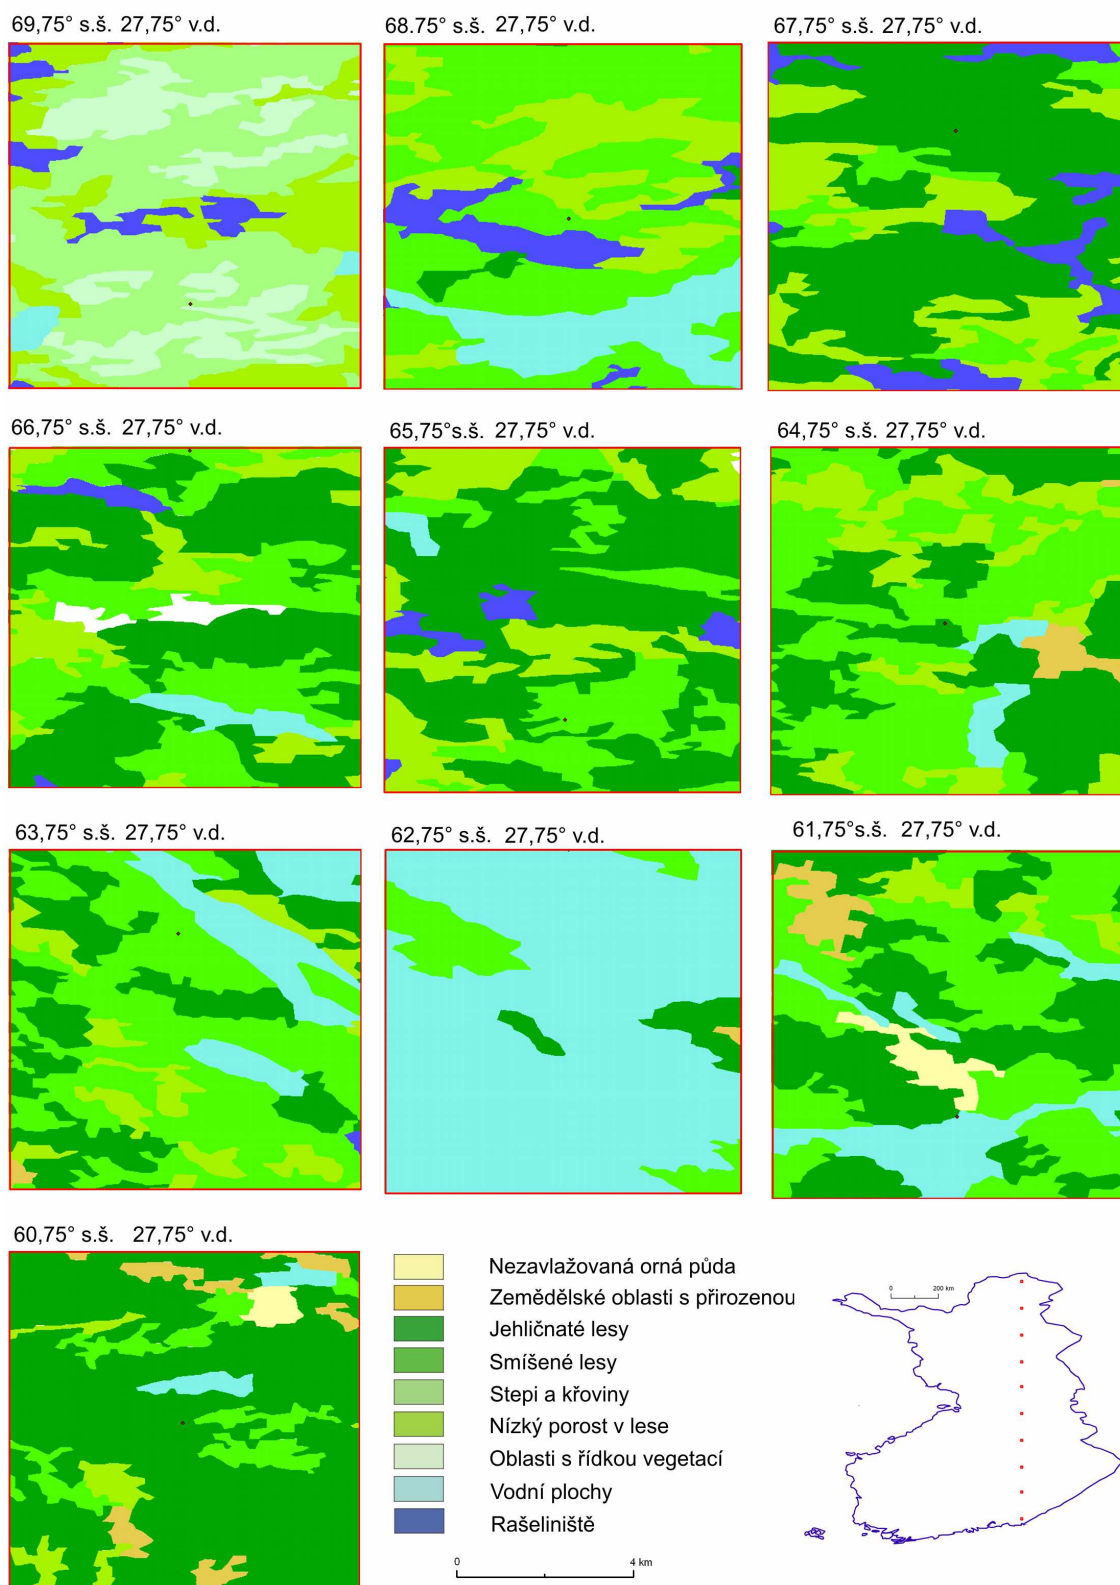 69,75° s.š. 27,75° v.d.
68.75° s.š. 27,75° v.d.
67,75° s.š. 27,75° v.d.
66,75° s.š. 27,75° v.d.
65,75°s.š. 27,75° v.d.
64,75° s.š. 27,75° v.d.
63,75° s.š. 27,75° v.d.
62,75° s.š. 27,75° v.d.
61,75°s.š. 27,75° v.d.
60,75° s.š. 27,75° v.d.
Nezavlažovaná orná půda
Zemědělské oblasti s přirozenou
Jehličnaté lesy
Smíšené lesy
Stepi a křoviny
Nízký porost v lese
Oblasti s řídkou vegetací
Vodní plochy
Rašeliniště
0 4 km
0 200 km